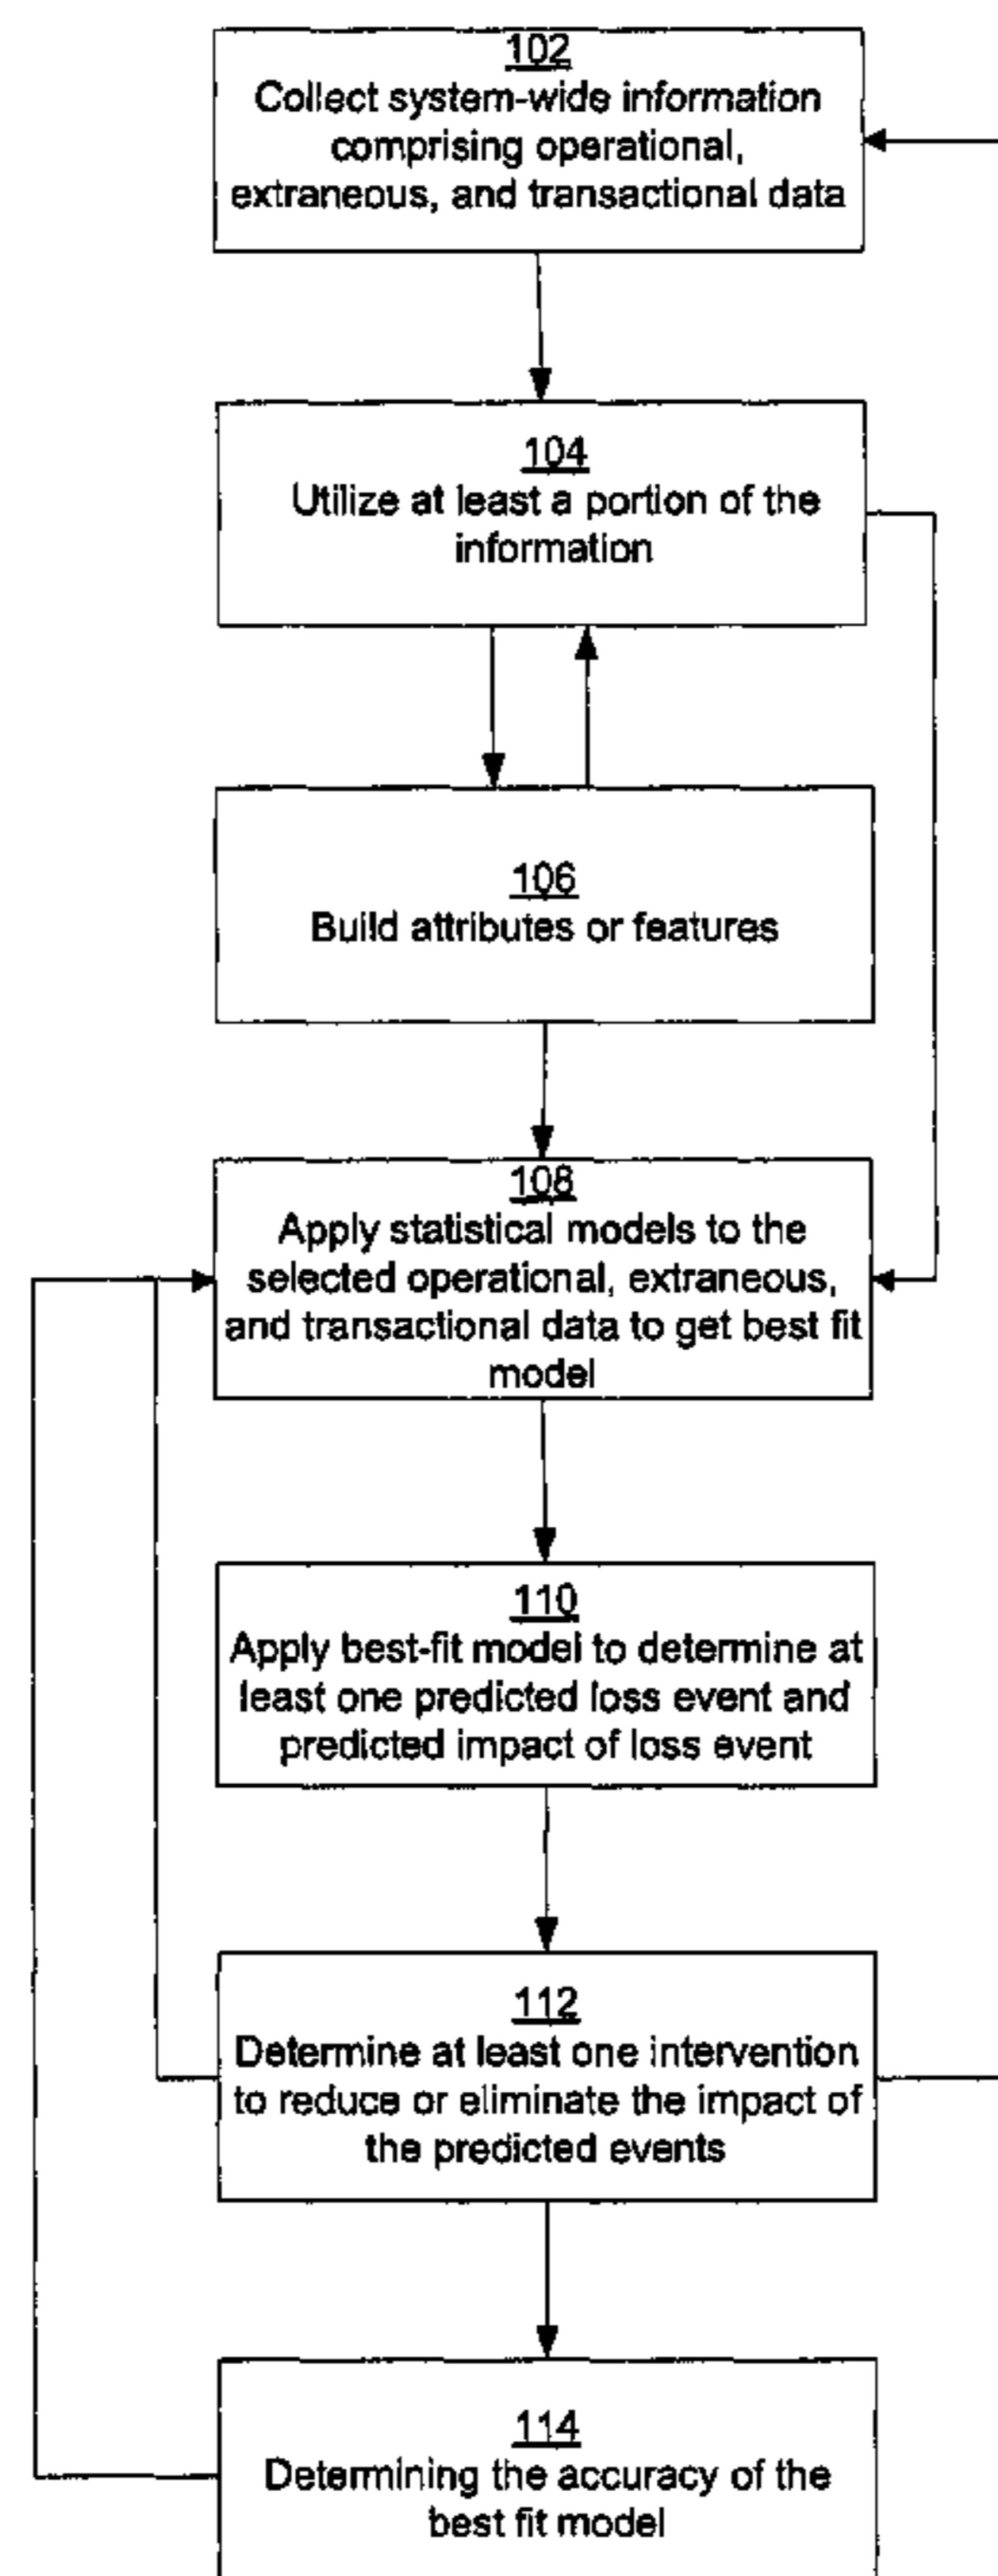 102
Collect system-wide information
comprising operational,
extraneous, and transactional data
104
Utilize at least a portion of the
information
106
Build attributes or features
108
Apply statistical models to the
selected operational, extraneous,
and transactional data to get best fit
model
110
Apply best-fit model to determine at
least one predicted loss event and
predicted impact of loss event
112
Determine at least one intervention
to reduce or eliminate the impact of
the predicted events
114
Determining the accuracy of the
best fit model